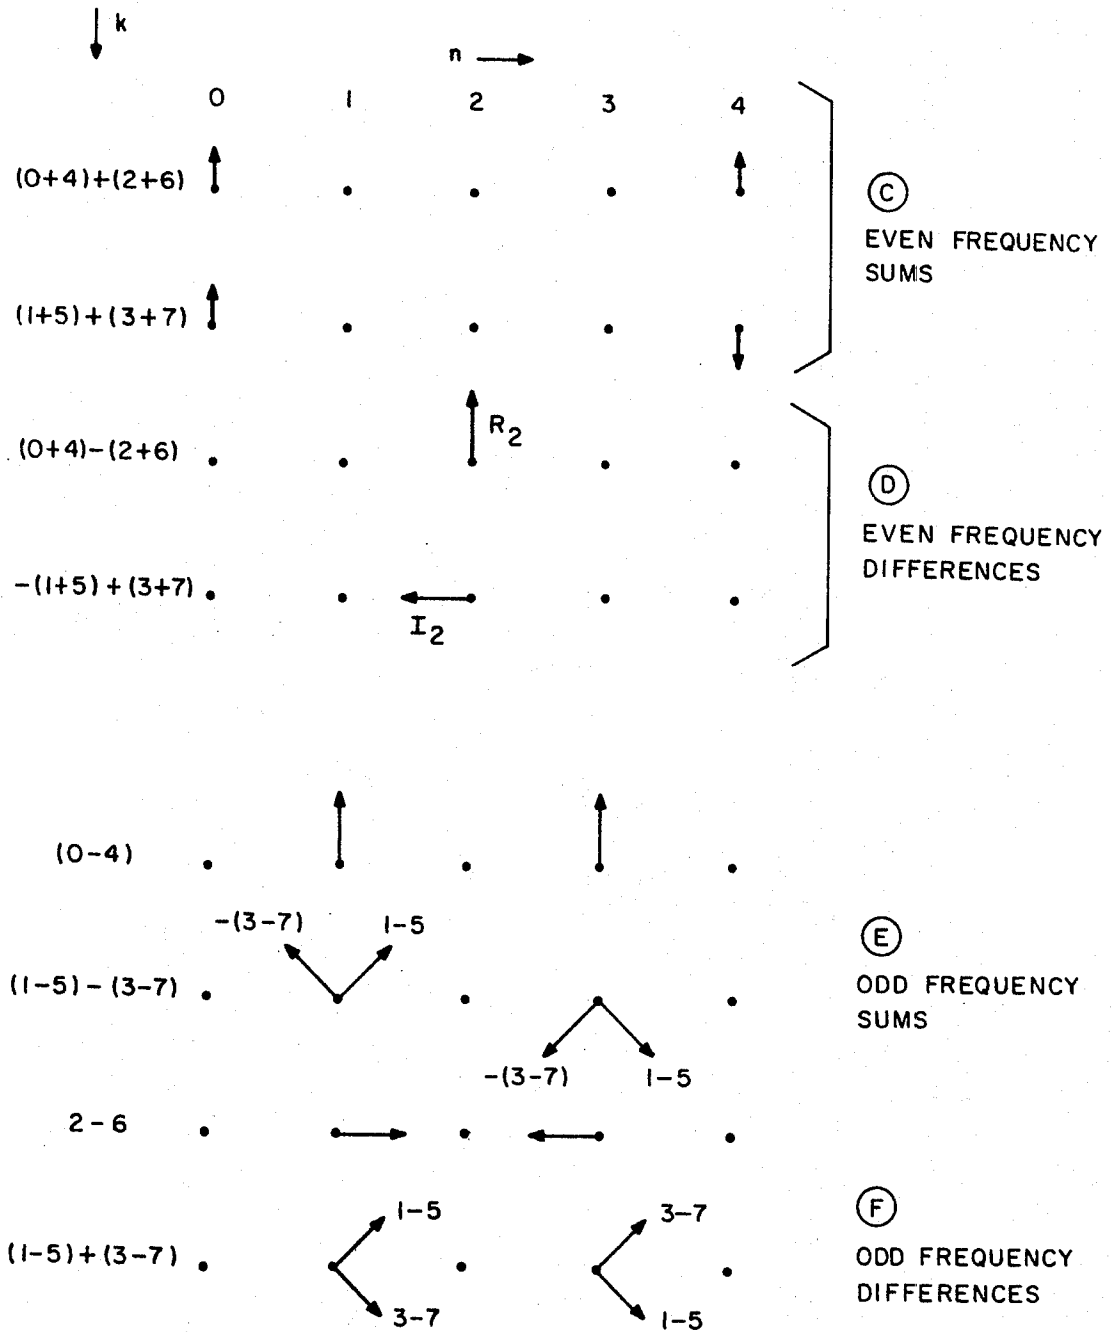 k
n
0 1 2 3 4
(0+4)+(2+6)
C
EVEN FREQUENCY
SUMS
(1+5)+(3+7)
R2
(0+4)-(2+6)
D
EVEN FREQUENCY
DIFFERENCES
-(1+5)+(3+7)
I2
(0-4)
-(3-7) 1-5
E
(1-5)-(3-7)
ODD FREQUENCY
SUMS
-(3-7) 1-5
2-6
1-5 3-7
F
(1-5)+(3-7)
ODD FREQUENCY
DIFFERENCES
3-7 1-5